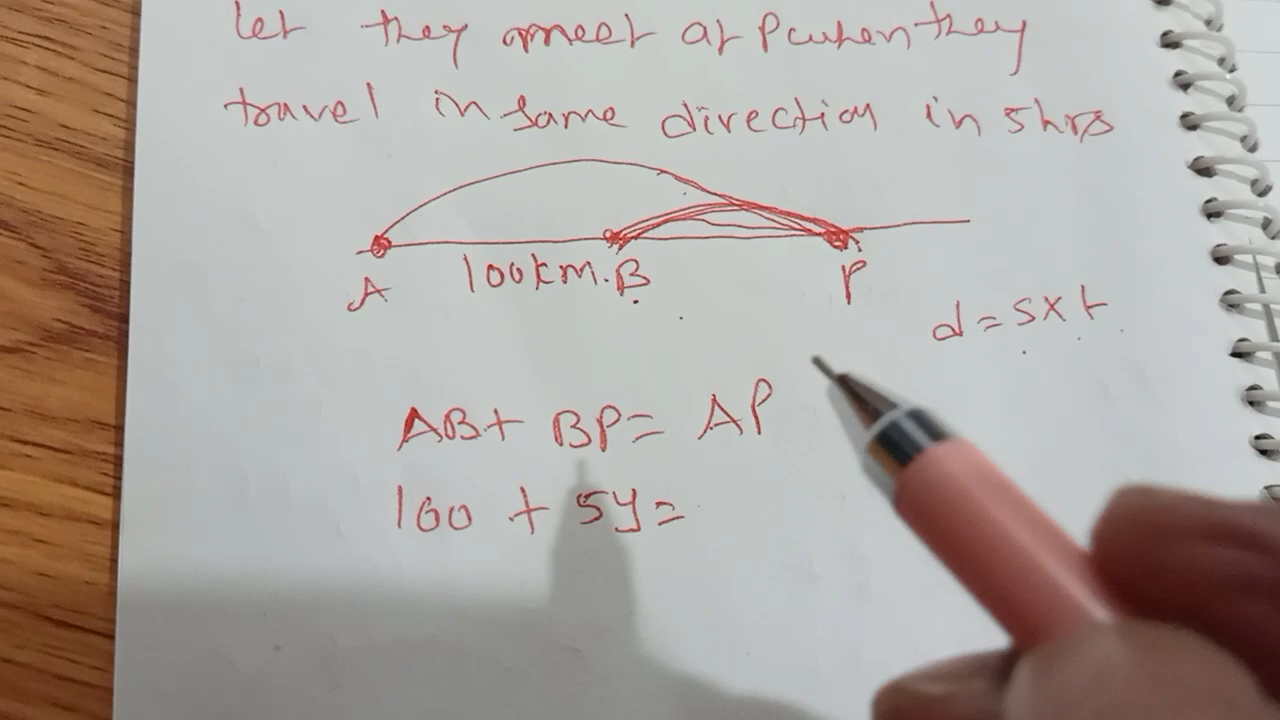 let they meet at P when they
travel in same direction in 5hrs
A 100km. B P
d = s x t
AB + BP = AP
100 + 5y =